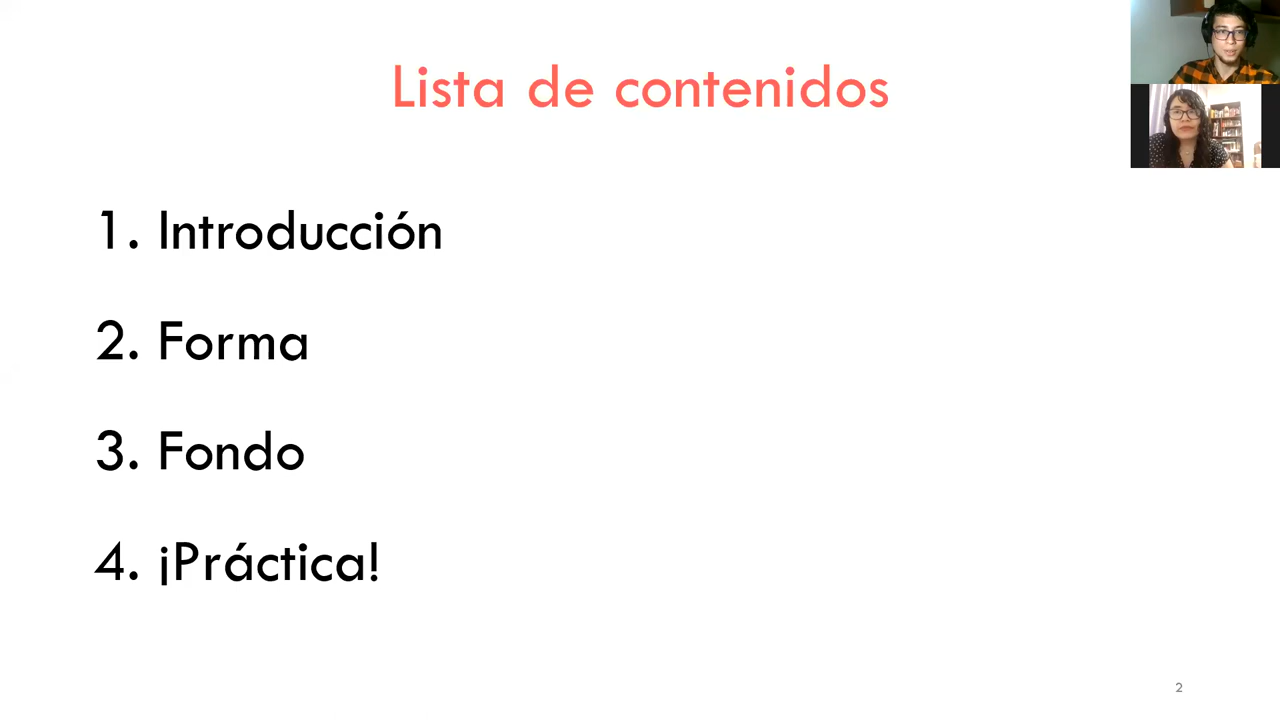 Lista de contenidos
1. Introducción
2. Forma
3. Fondo
4. ¡Práctica!
2